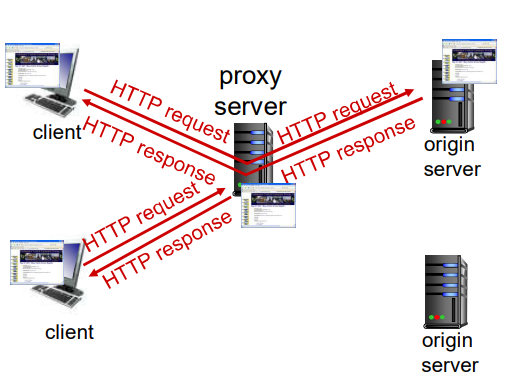 proxy
server
HTTP request
HTTP request
client
HTTP response
HTTP response
origin
server
HTTP request
HTTP response
client
origin
server